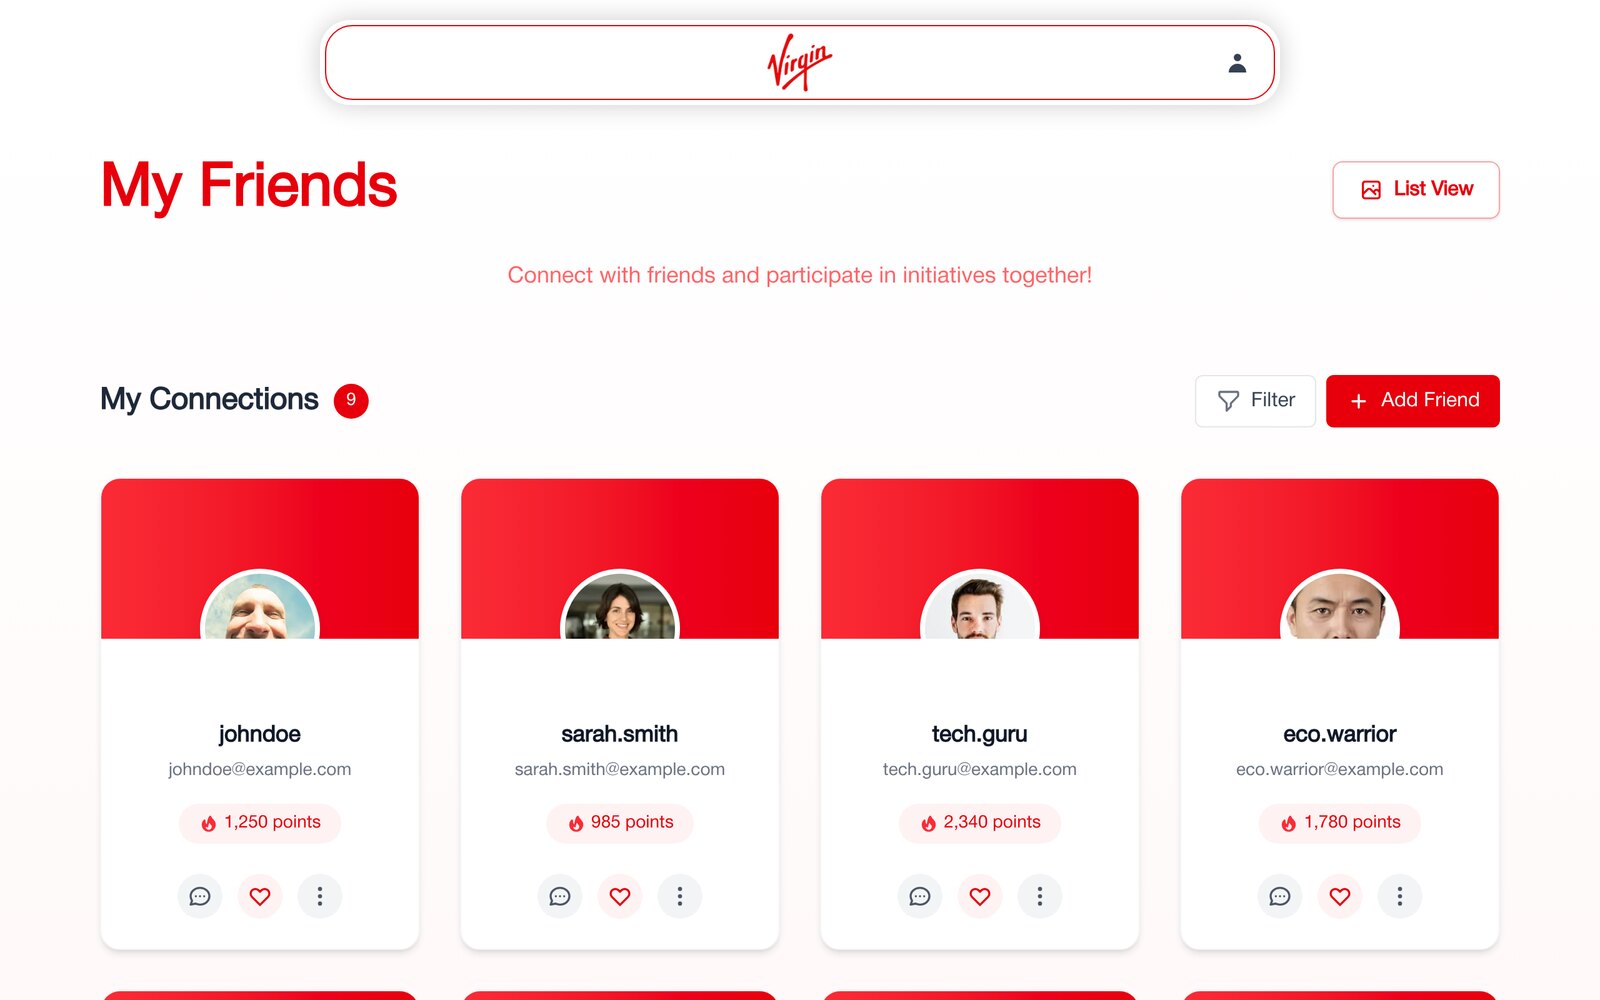 Virgin
My Friends
List View
Connect with friends and participate in initiatives together!
My Connections 9
Filter
Add Friend
johndoe
johndoe@example.com
1,250 points
sarah.smith
sarah.smith@example.com
985 points
tech.guru
tech.guru@example.com
2,340 points
eco.warrior
eco.warrior@example.com
1,780 points